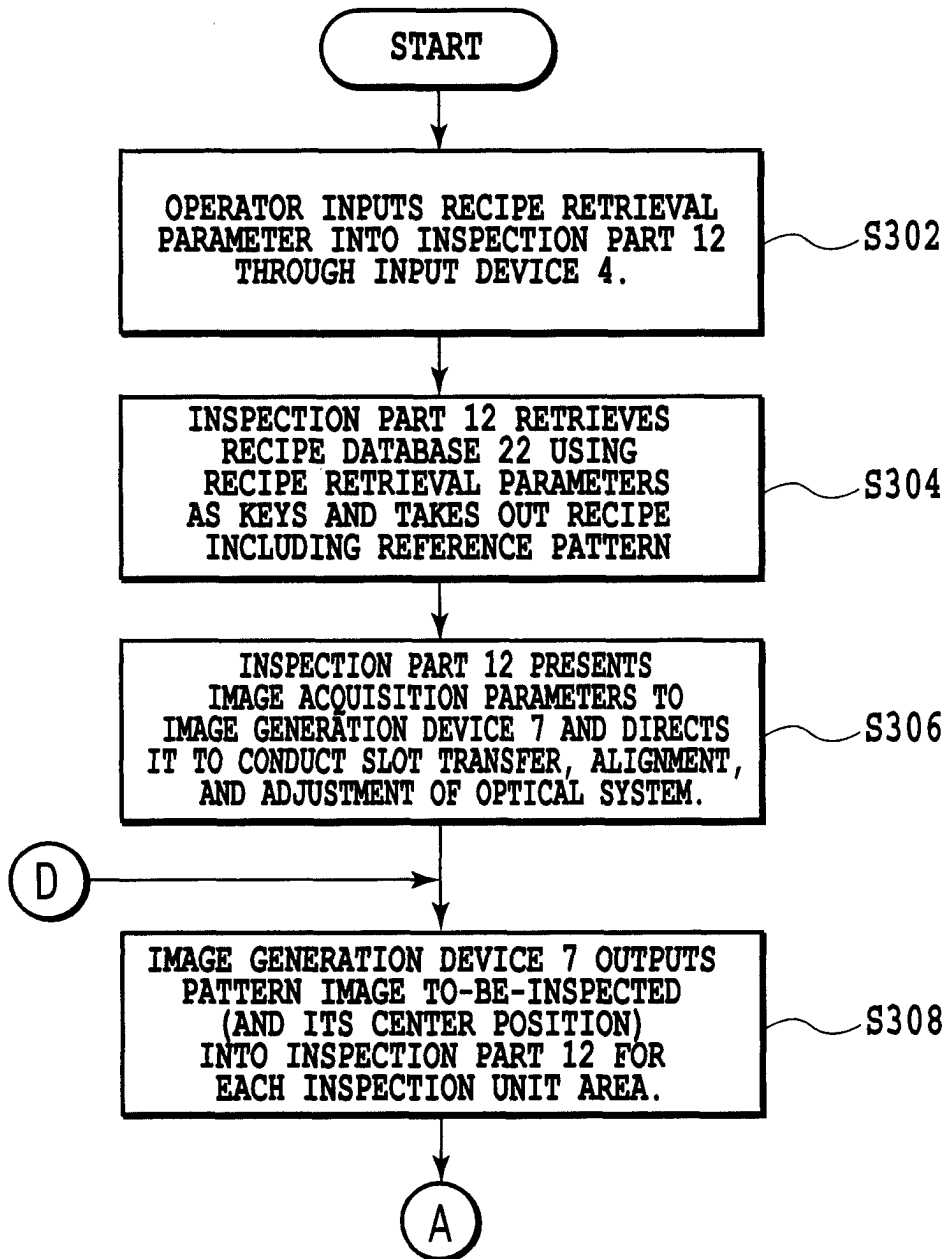 START
OPERATOR INPUTS RECIPE RETRIEVAL
PARAMETER INTO INSPECTION PART 12
THROUGH INPUT DEVICE 4.
S302
INSPECTION PART 12 RETRIEVES
RECIPE DATABASE 22 USING
RECIPE RETRIEVAL PARAMETERS
AS KEYS AND TAKES OUT RECIPE
INCLUDING REFERENCE PATTERN
S304
INSPECTION PART 12 PRESENTS
IMAGE ACQUISITION PARAMETERS TO
IMAGE GENERATION DEVICE 7 AND DIRECTS
IT TO CONDUCT SLOT TRANSFER, ALIGNMENT,
AND ADJUSTMENT OF OPTICAL SYSTEM.
S306
D
IMAGE GENERATION DEVICE 7 OUTPUTS
PATTERN IMAGE TO-BE-INSPECTED
(AND ITS CENTER POSITION)
INTO INSPECTION PART 12 FOR
EACH INSPECTION UNIT AREA.
S308
A